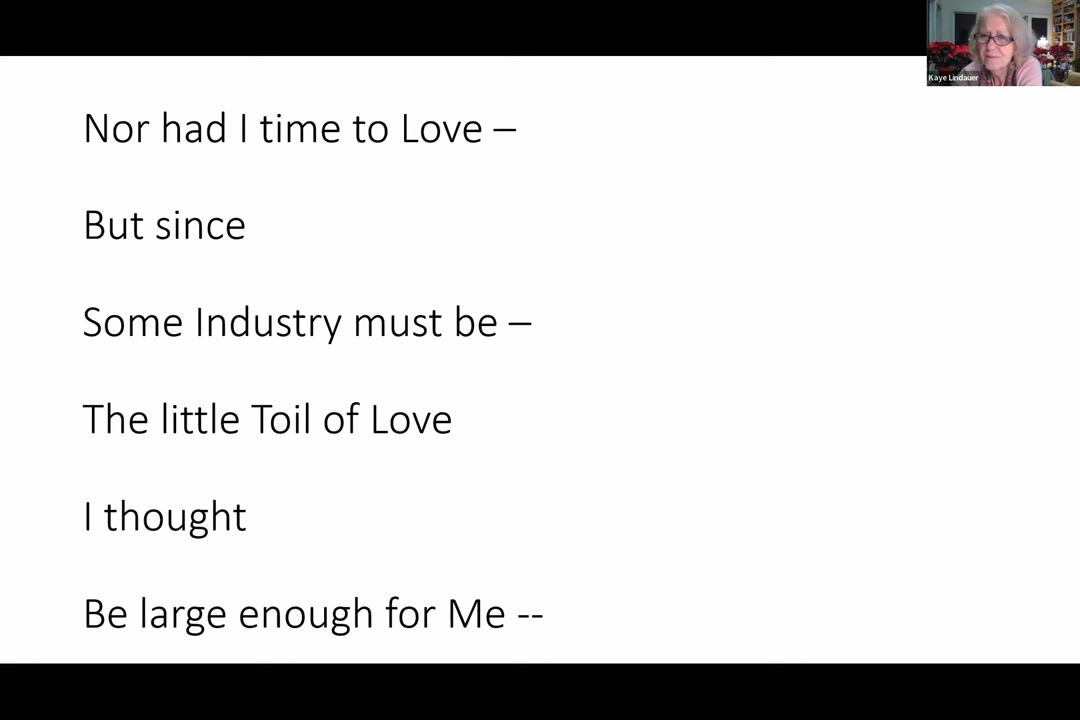 Kaye Lindauer
Nor had I time to Love –
But since
Some Industry must be –
The little Toil of Love
I thought
Be large enough for Me --